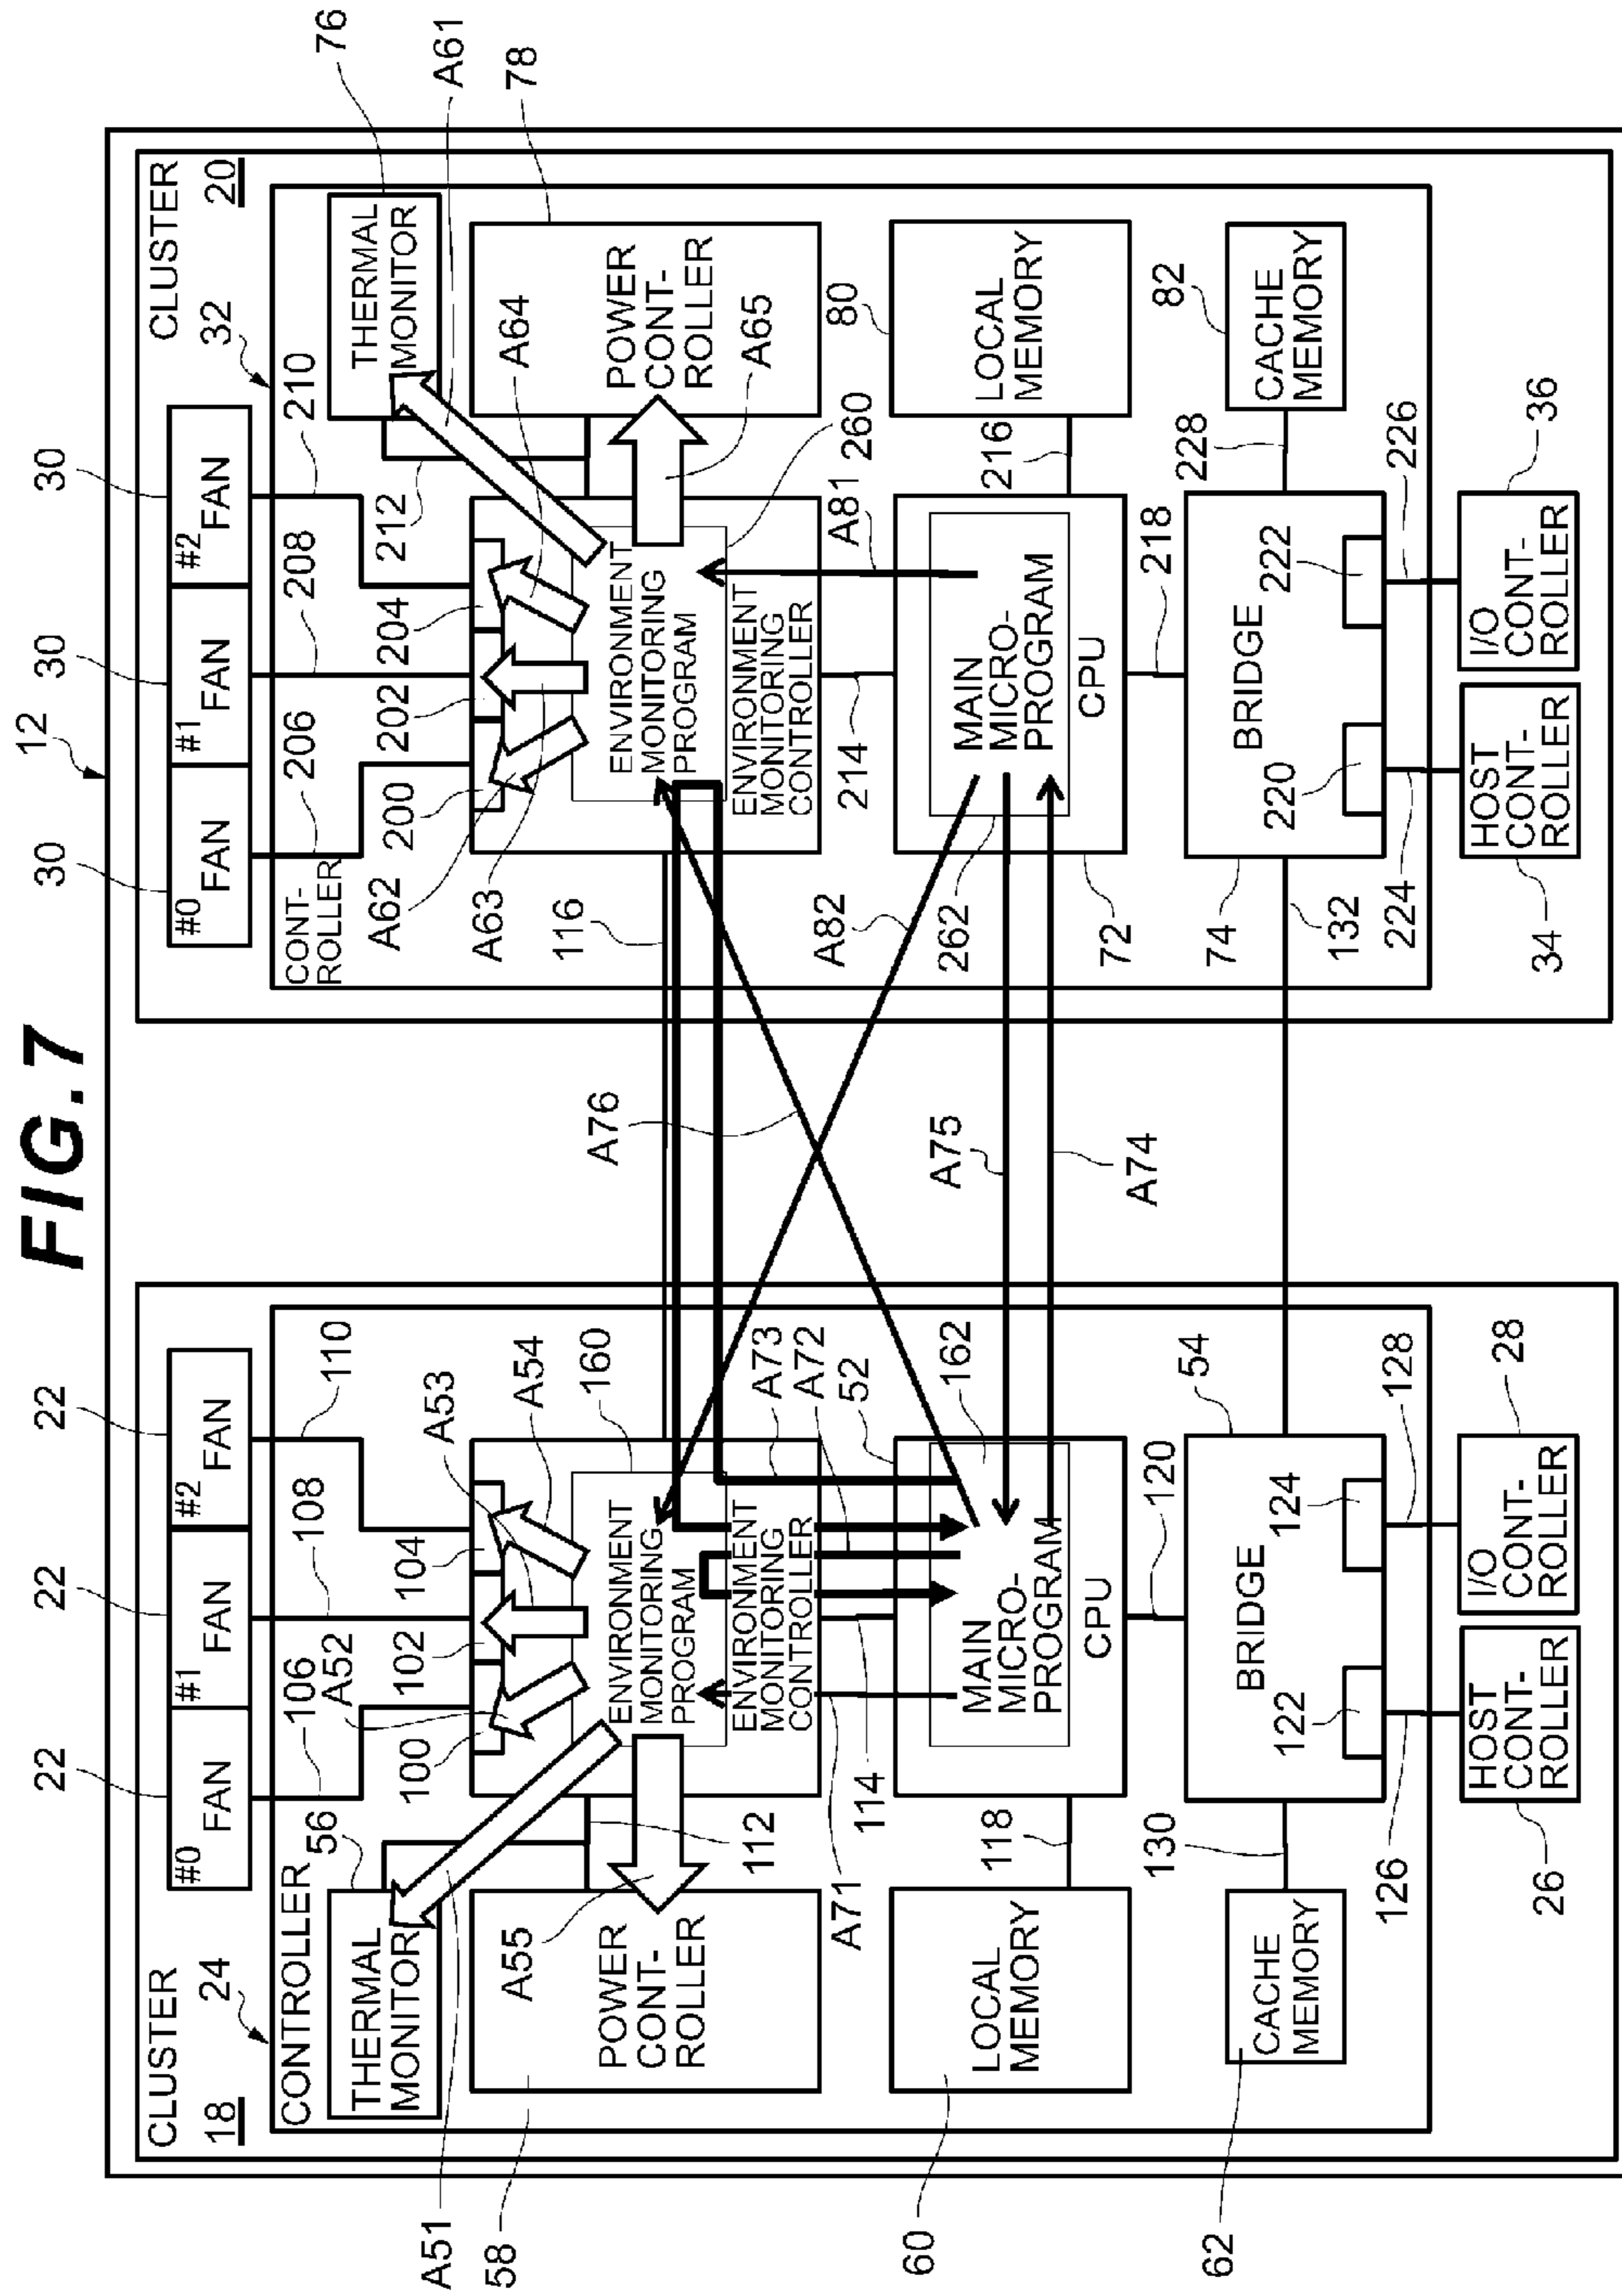 FIG.7
12
CLUSTER
18
24
22
22
22
#0 FAN
#1 FAN
#2 FAN
CONTROLLER
56
106
108
110
THERMAL
MONITOR
A51
58
POWER
CONT-
ROLLER
A55
112
100
A52
102
104
A53
A54
160
ENVIRONMENT
MONITORING
PROGRAM
ENVIRONMENT
MONITORING
CONTROLLER
A73
A72
A71
114
52
162
LOCAL
MEMORY
60
118
MAIN
MICRO-
PROGRAM
CPU
120
54
BRIDGE
122
124
130
CACHE
MEMORY
62
126
128
HOST
CONT-
ROLLER
26
I/O
CONT-
ROLLER
28
116
A76
A82
A75
A74
132
CLUSTER
20
32
30
30
30
#0 FAN
#1 FAN
#2 FAN
CONT-
ROLLER
206
208
210
THERMAL
MONITOR
76
A61
78
POWER
CONT-
ROLLER
A64
A65
212
200
202
204
A62
A63
260
ENVIRONMENT
MONITORING
PROGRAM
ENVIRONMENT
MONITORING
CONTROLLER
A81
214
MAIN
MICRO-
PROGRAM
CPU
262
72
216
LOCAL
MEMORY
80
218
74
BRIDGE
220
222
228
CACHE
MEMORY
82
224
226
HOST
CONT-
ROLLER
34
I/O
CONT-
ROLLER
36